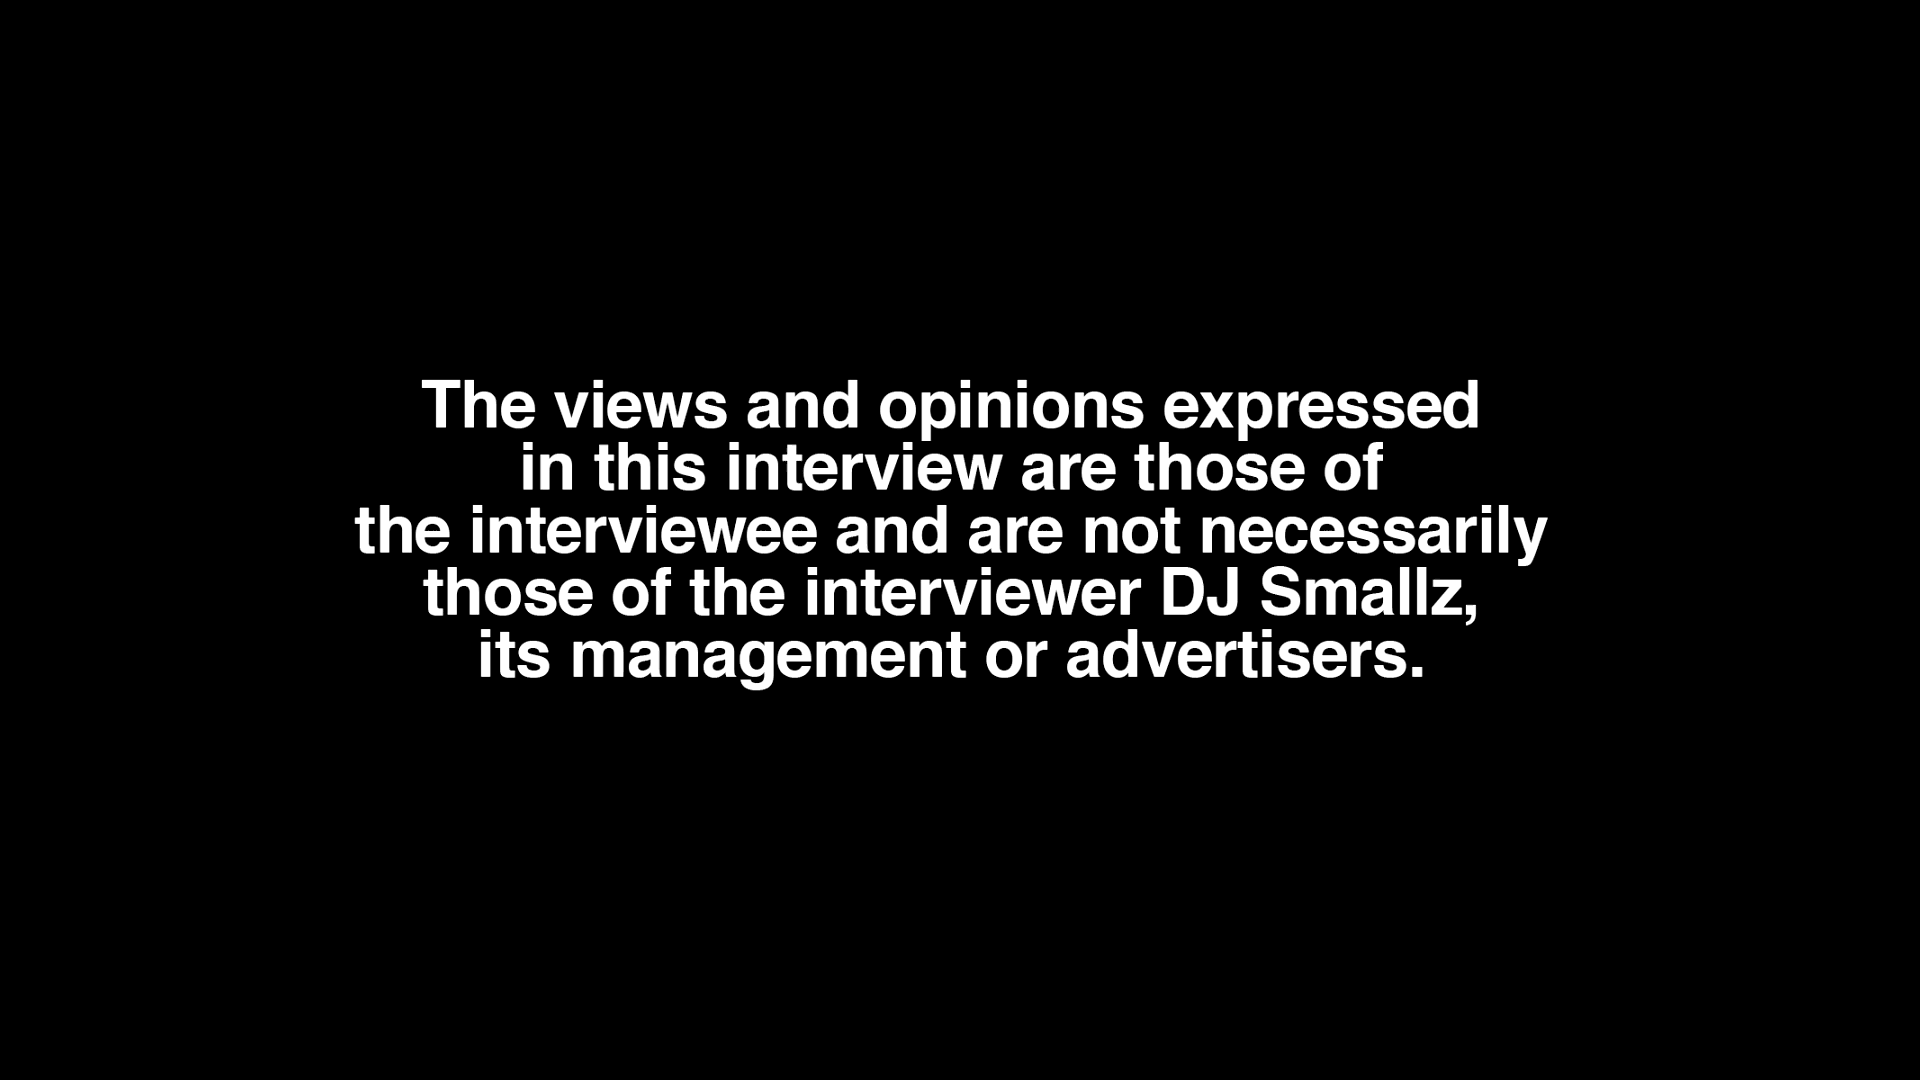 The views and opinions expressed
in this interview are those of
the interviewee and are not necessarily
those of the interviewer DJ Smallz,
its management or advertisers.